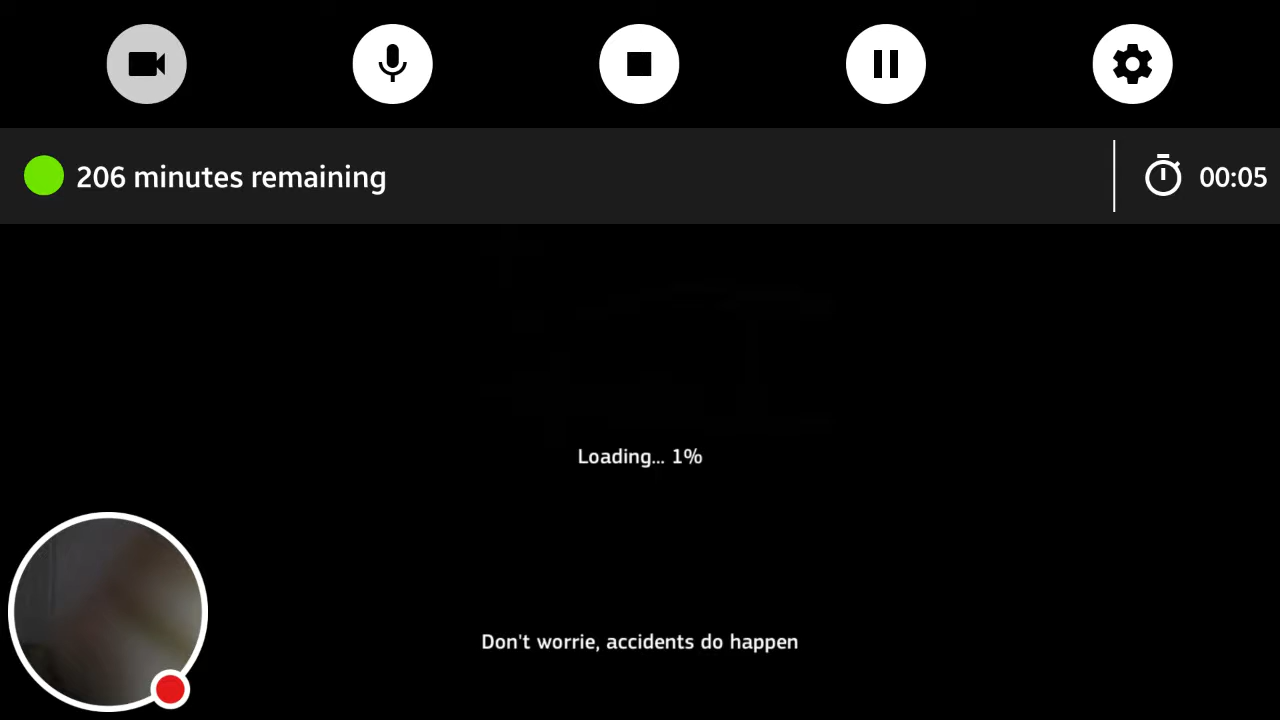 206 minutes remaining
00:05
Loading... 1%
Don't worrie, accidents do happen